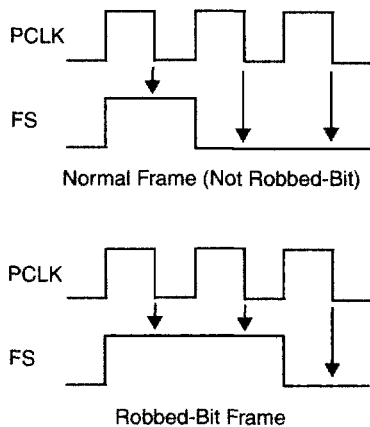 PCLK
FS
Normal Frame (Not Robbed-Bit)
PCLK
FS
Robbed-Bit Frame